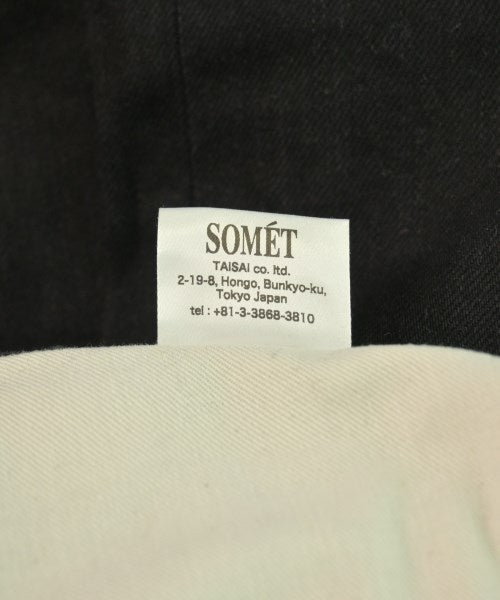 SOMÉT
TAiSAi co. ltd.
2-19-8, Hongo, Bunkyo-ku,
Tokyo Japan
tel : +81-3-3868-3810